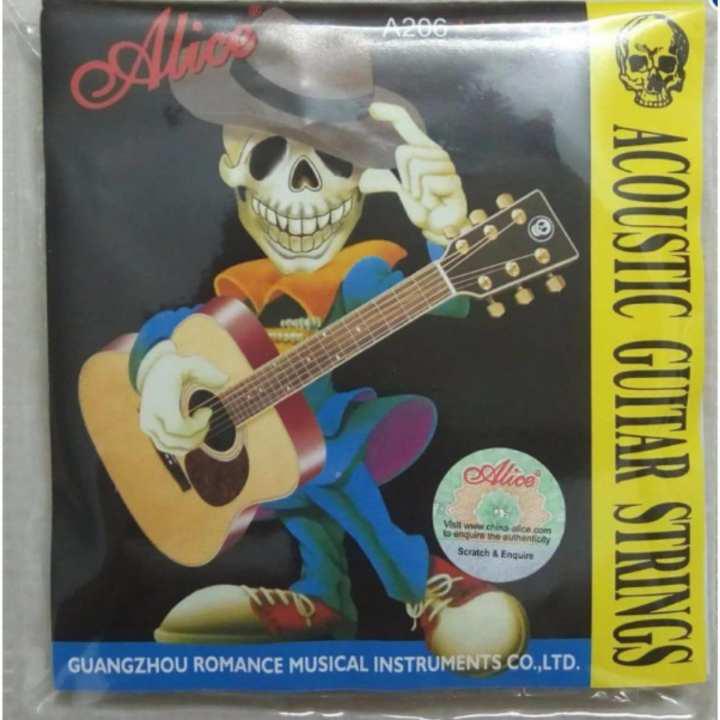 Alice®
A206
ACOUSTIC GUITAR STRINGS
Alice®
Visit www.china-alice.com
to enquire the authenticity
Scratch & Enquire
GUANGZHOU ROMANCE MUSICAL INSTRUMENTS CO.,LTD.